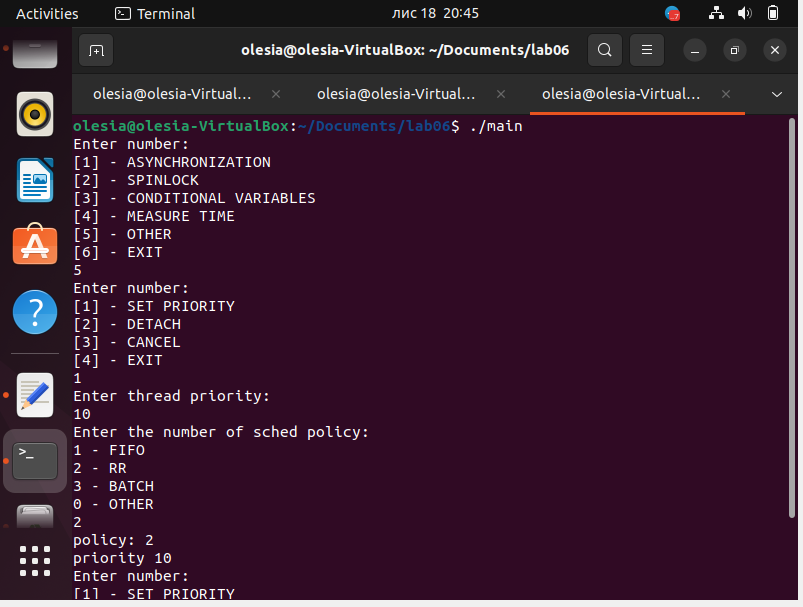 Activities
Terminal
лис 18 20:45
olesia@olesia-VirtualBox: ~/Documents/lab06
olesia@olesia-Virtual...
olesia@olesia-Virtual...
olesia@olesia-Virtual...
olesia@olesia-VirtualBox:~/Documents/lab06$ ./main
Enter number:
[1] - ASYNCHRONIZATION
[2] - SPINLOCK
[3] - CONDITIONAL VARIABLES
[4] - MEASURE TIME
[5] - OTHER
[6] - EXIT
5
Enter number:
[1] - SET PRIORITY
[2] - DETACH
[3] - CANCEL
[4] - EXIT
1
Enter thread priority:
10
Enter the number of sched policy:
1 - FIFO
2 - RR
3 - BATCH
0 - OTHER
2
policy: 2
priority 10
Enter number:
[1] - SET PRIORITY